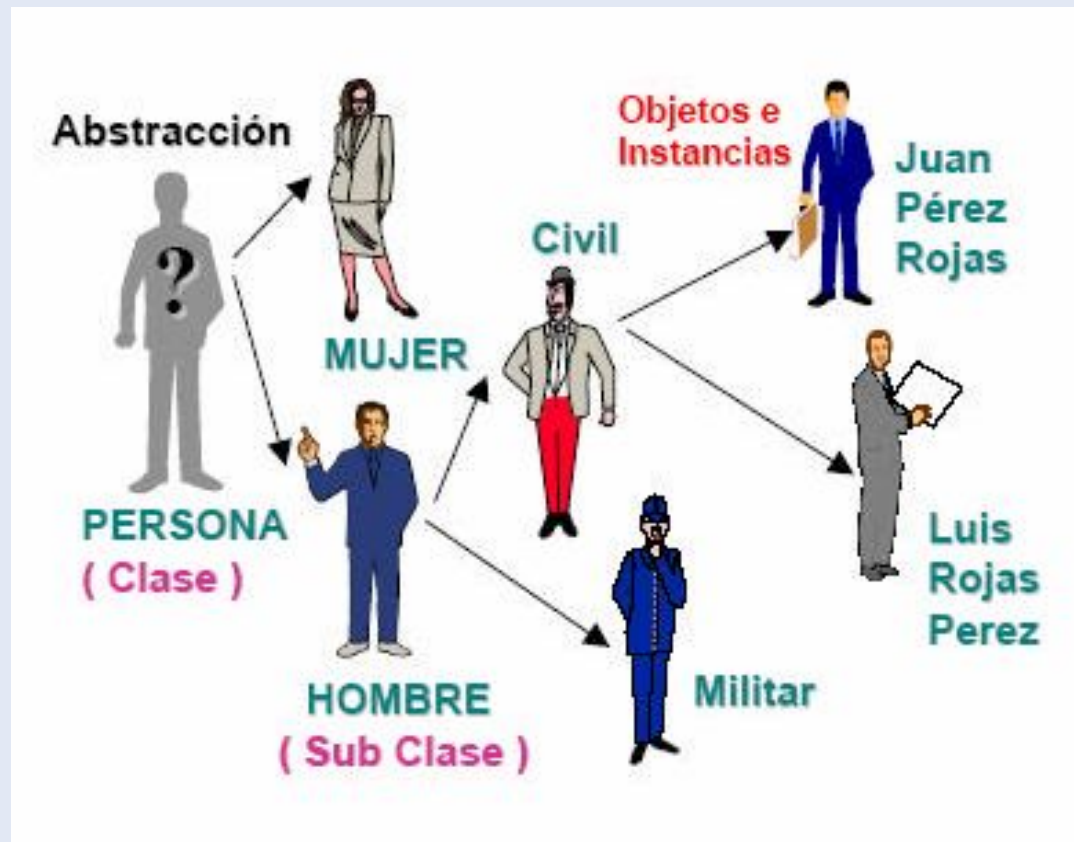 Abstracción
?
PERSONA
( Clase )
MUJER
HOMBRE
( Sub Clase )
Civil
Militar
Objetos e
Instancias
Juan
Pérez
Rojas
Luis
Rojas
Perez